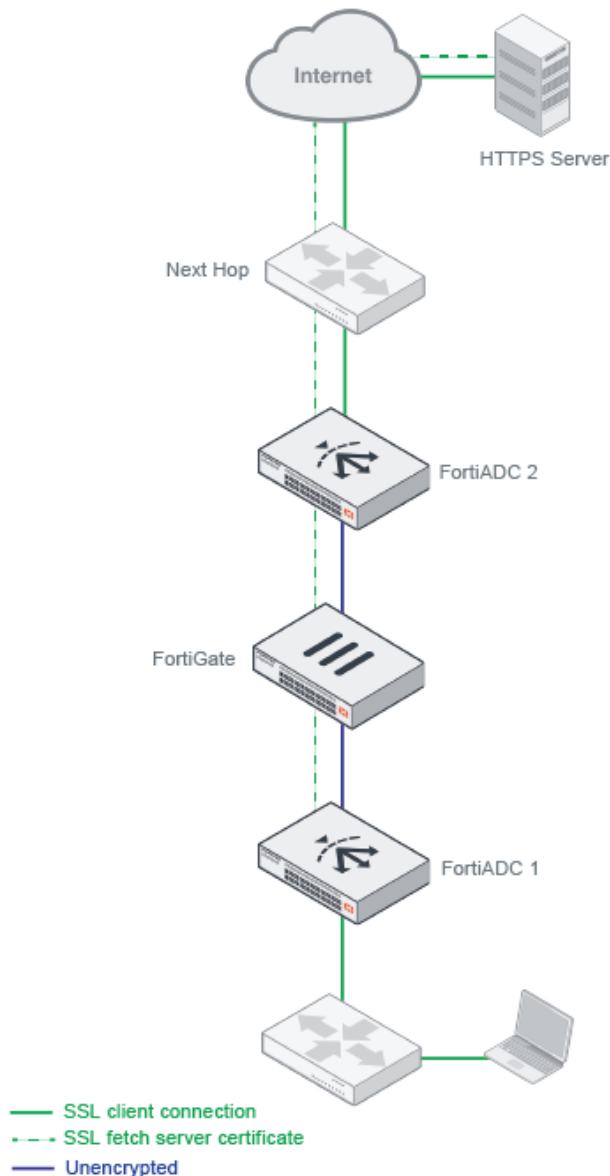 Internet
HTTPS Server
Next Hop
FortiADC 2
FortiGate
FortiADC 1
SSL client connection
SSL fetch server certificate
Unencrypted